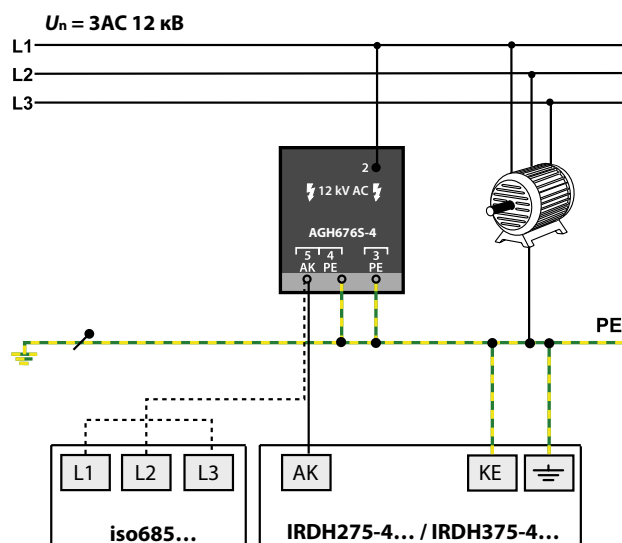 Un = 3AC 12 кВ
L1
L2
L3
2
12 kV AC
AGH676S-4
5 4 3
AK PE PE
PE
L1 L2 L3 AK KE
iso685... IRDH275-4... / IRDH375-4...